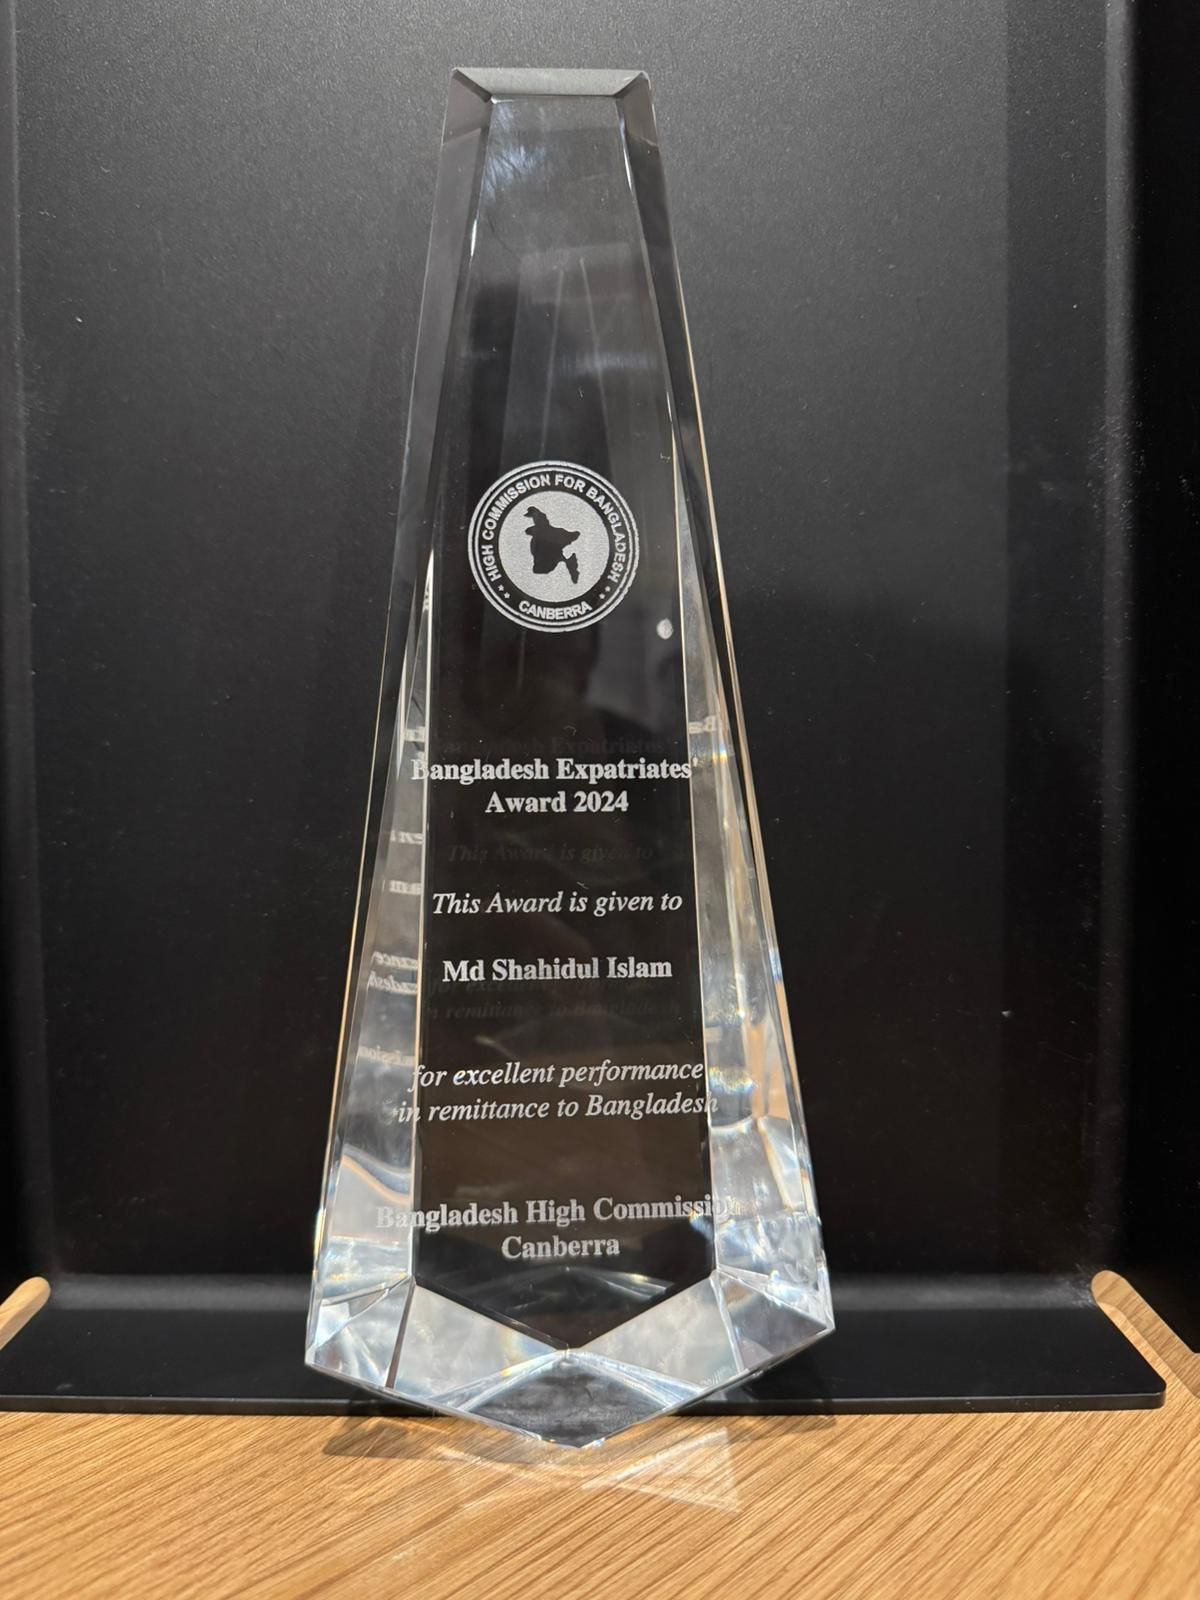 HIGH COMMISSION FOR BANGLADESH
CANBERRA
Bangladesh Expatriates'
Award 2024
This Award is given to
Md Shahidul Islam
for excellent performance
in remittance to Bangladesh
Bangladesh High Commission
Canberra